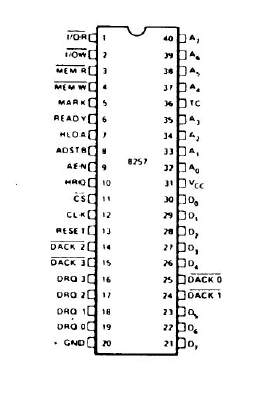 I/OR 1 40 A7
I/OW 2 39 A6
MEM R 3 38 A5
MEM W 4 37 A4
MARK 5 36 TC
READY 6 35 A3
HLDA 7 34 A2
ADSTB 8 33 A1
8257
AEN 9 32 A0
HRQ 10 31 VCC
CS 11 30 D0
CLK 12 29 D1
RESET 13 28 D2
DACK 2 14 27 D3
DACK 3 15 26 D4
DRQ 3 16 25 DACK 0
DRQ 2 17 24 DACK 1
DRQ 1 18 23 D5
DRQ 0 19 22 D6
GND 20 21 D7